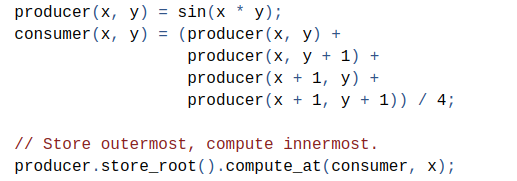 producer(x, y) = sin(x * y);
consumer(x, y) = (producer(x, y) +
                  producer(x, y + 1) +
                  producer(x + 1, y) +
                  producer(x + 1, y + 1)) / 4;

// Store outermost, compute innermost.
producer.store_root().compute_at(consumer, x);